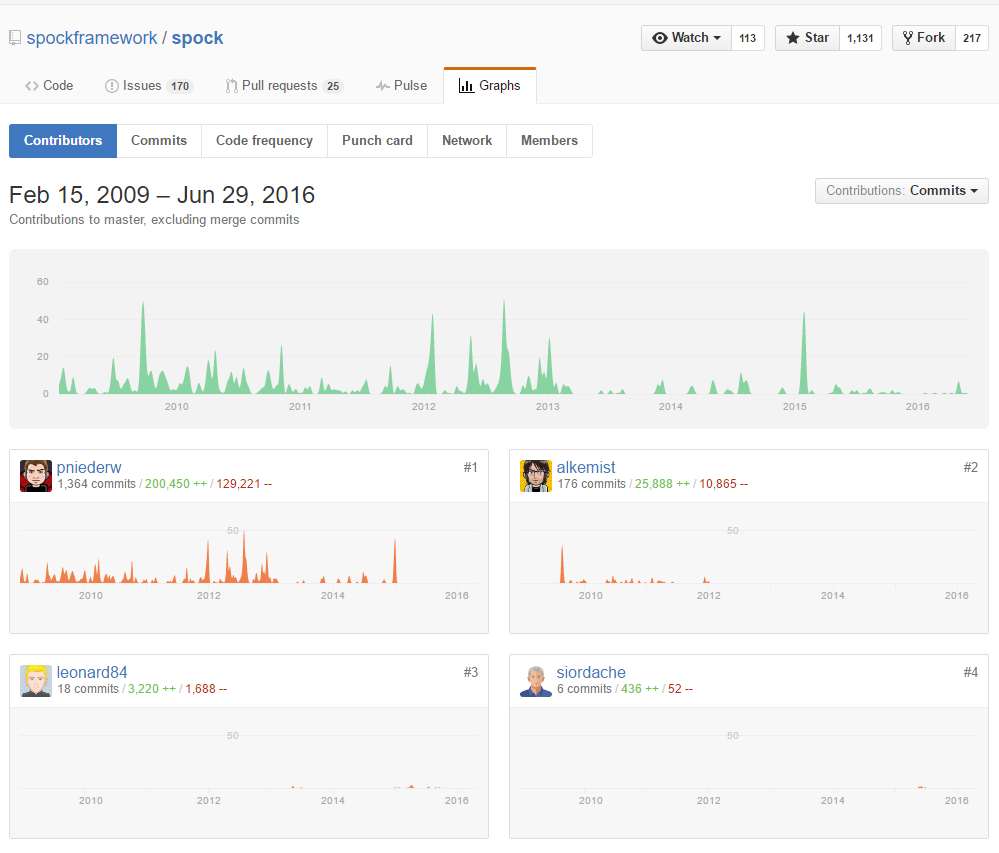 spockframework / spock
Watch 113 Star 1,131 Fork 217
Code Issues 170 Pull requests 25 Pulse Graphs
Contributors Commits Code frequency Punch card Network Members
Feb 15, 2009 – Jun 29, 2016
Contributions: Commits
Contributions to master, excluding merge commits
60
40
20
0
2010 2011 2012 2013 2014 2015 2016
pniederw #1
1,364 commits / 200,450 ++ / 129,221 --
50
2010 2012 2014 2016
alkemist #2
176 commits / 25,888 ++ / 10,865 --
50
2010 2012 2014 2016
leonard84 #3
18 commits / 3,220 ++ / 1,688 --
50
2010 2012 2014 2016
siordache #4
6 commits / 436 ++ / 52 --
50
2010 2012 2014 2016